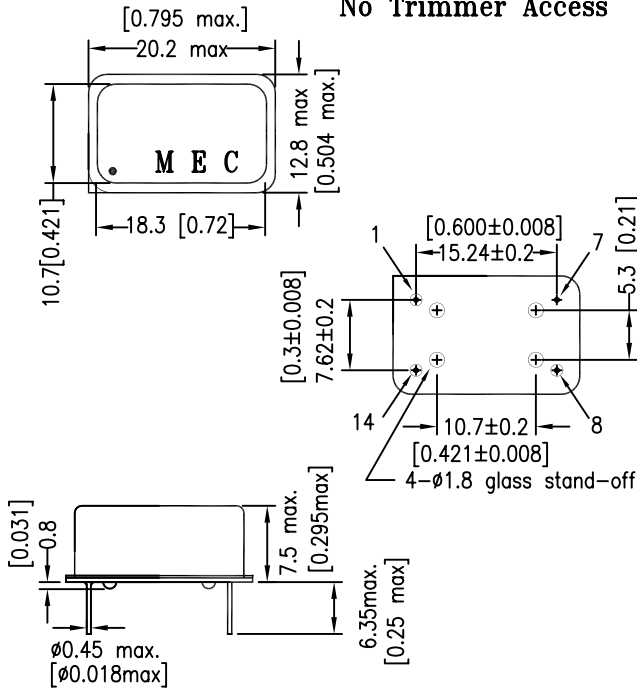 No Trimmer Access
[0.795 max.]
20.2 max
12.8 max
[0.504 max.]
M E C
10.7[0.421]
18.3 [0.72]
[0.600±0.008]
15.24±0.2
1
7
5.3 [0.21]
[0.3±0.008]
7.62±0.2
14
8
10.7±0.2
[0.421±0.008]
4-ø1.8 glass stand-off
[0.031]
0.8
7.5 max.
[0.295max]
6.35max.
[0.25 max]
ø0.45 max.
[ø0.018max]